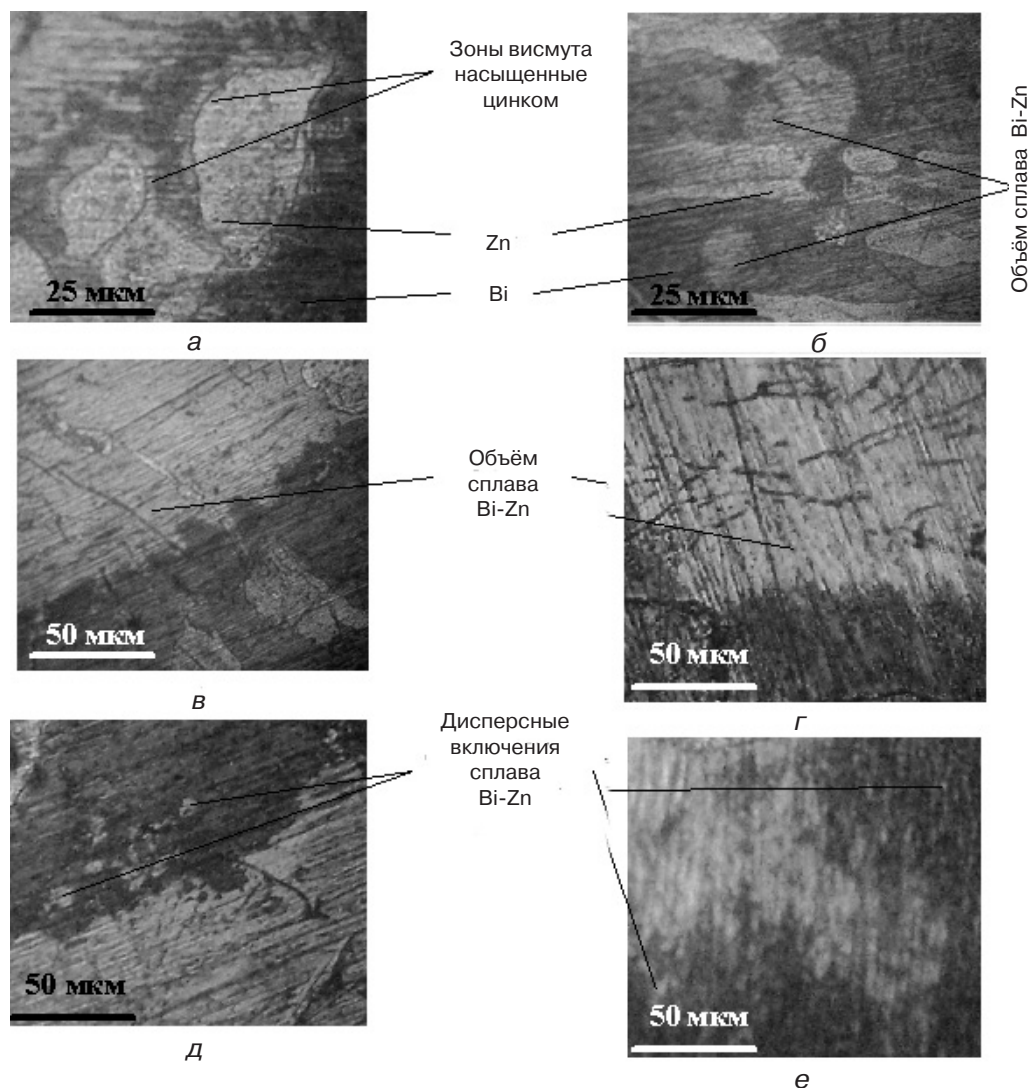 Зоны висмута
насыщенные
цинком
Объём сплава Bi-Zn
Zn
Bi
25 мкм
25 мкм
а
б
Объём
сплава
Bi-Zn
50 мкм
50 мкм
в
г
Дисперсные
включения
сплава
Bi-Zn
50 мкм
50 мкм
д
е